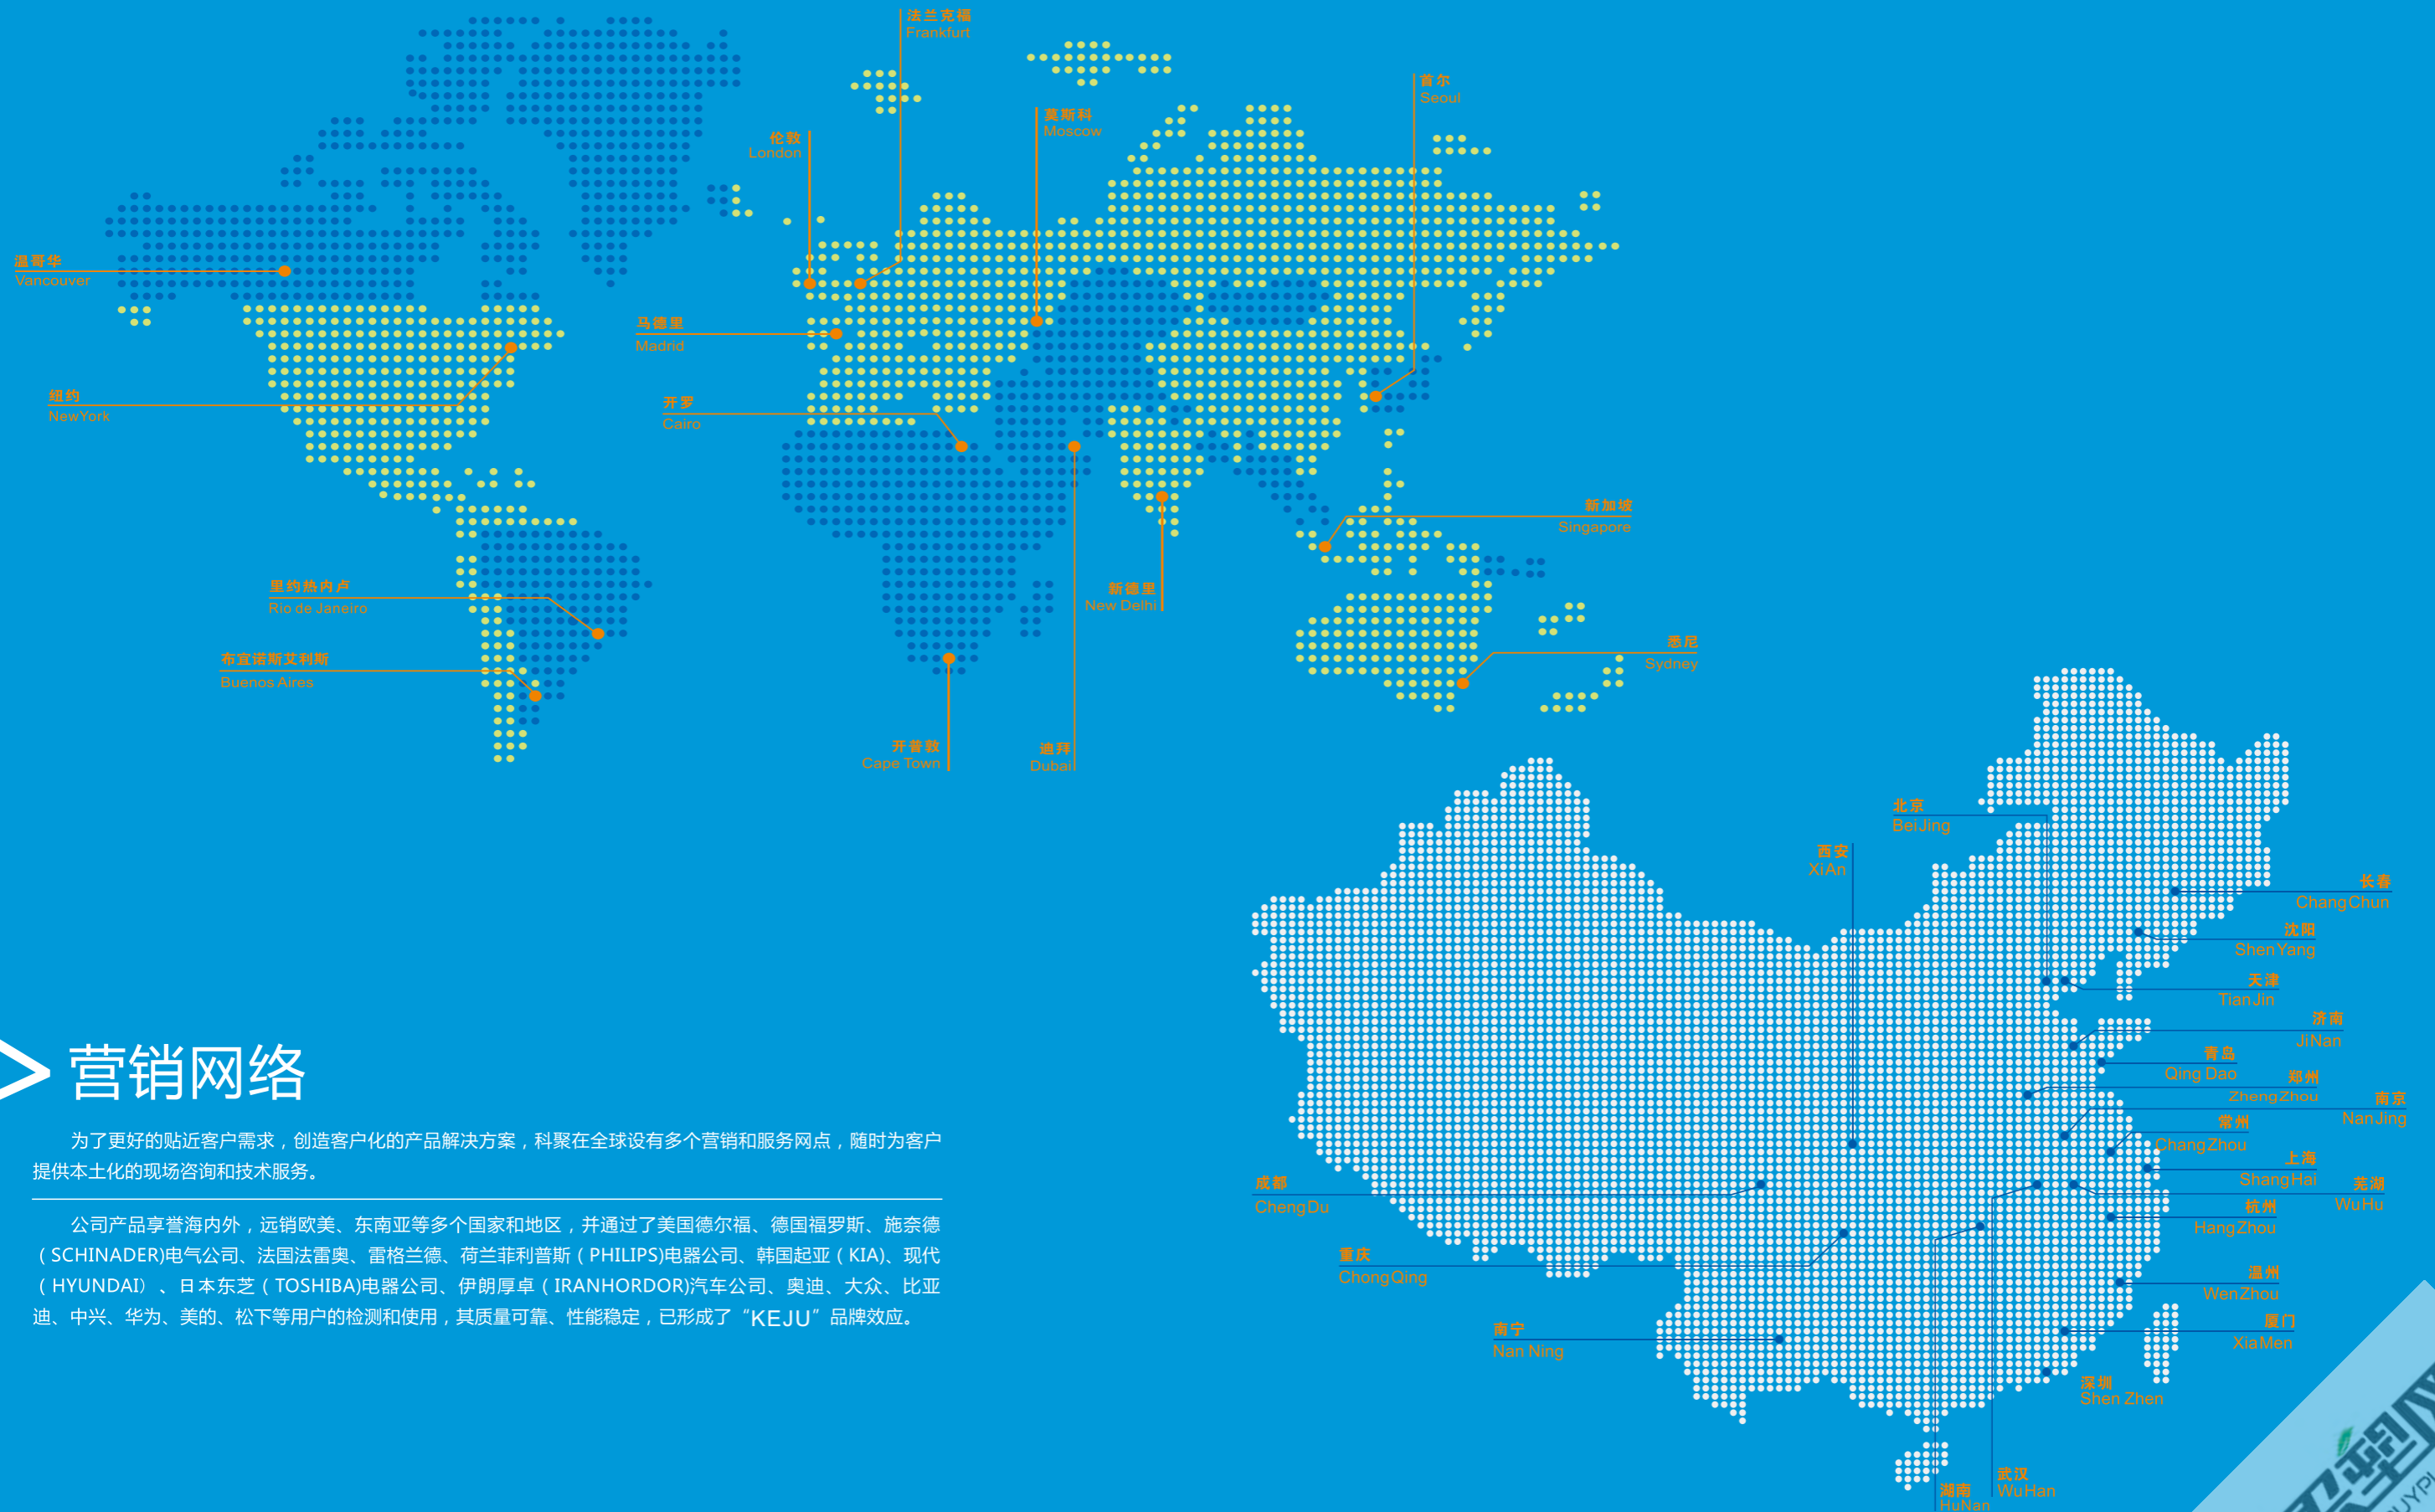 法兰克福
Frankfurt
首尔
Seoul
莫斯科
Moscow
伦敦
London
温哥华
Vancouver
马德里
Madrid
纽约
NewYork
开罗
Cairo
新加坡
Singapore
里约热内卢
Rio de Janeiro
新德里
New Delhi
悉尼
Sydney
布宜诺斯艾利斯
Buenos Aires
开普敦
Cape Town
迪拜
Dubai
北京
BeiJing
西安
XiAn
长春
ChangChun
沈阳
ShenYang
天津
TianJin
济南
JiNan
青岛
Qing Dao
郑州
ZhengZhou
南京
NanJing
常州
ChangZhou
上海
ShangHai
芜湖
WuHu
成都
ChengDu
杭州
HangZhou
重庆
ChongQing
温州
WenZhou
南宁
Nan Ning
厦门
XiaMen
深圳
Shen Zhen
武汉
WuHan
湖南
HuNan
营销网络
为了更好的贴近客户需求，创造客户化的产品解决方案，科聚在全球设有多个营销和服务网点，随时为客户
提供本土化的现场咨询和技术服务。
公司产品享誉海内外，远销欧美、东南亚等多个国家和地区，并通过了美国德尔福、德国福罗斯、施奈德
（SCHINADER)电气公司、法国法雷奥、雷格兰德、荷兰菲利普斯（PHILIPS)电器公司、韩国起亚（KIA)、现代
（HYUNDAI）、日本东芝（TOSHIBA)电器公司、伊朗厚卓（IRANHORDOR)汽车公司、奥迪、大众、比亚
迪、中兴、华为、美的、松下等用户的检测和使用，其质量可靠、性能稳定，已形成了“KEJU”品牌效应。
塑网